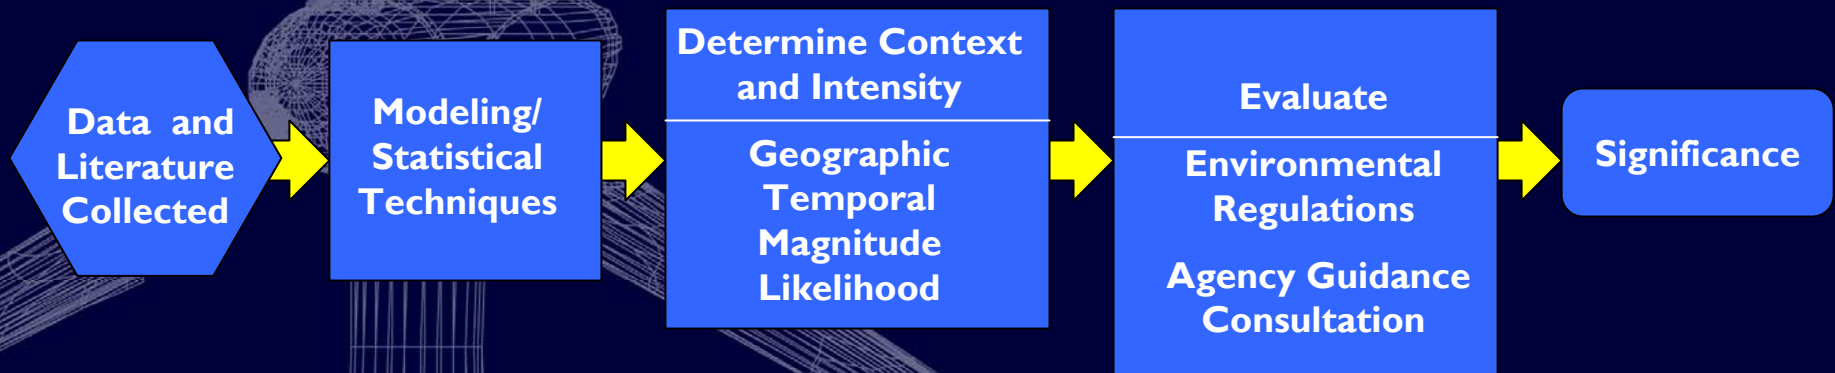 Data and
Literature
Collected
Modeling/
Statistical
Techniques
Determine Context
and Intensity
Geographic
Temporal
Magnitude
Likelihood
Evaluate
Environmental
Regulations
Agency Guidance
Consultation
Significance